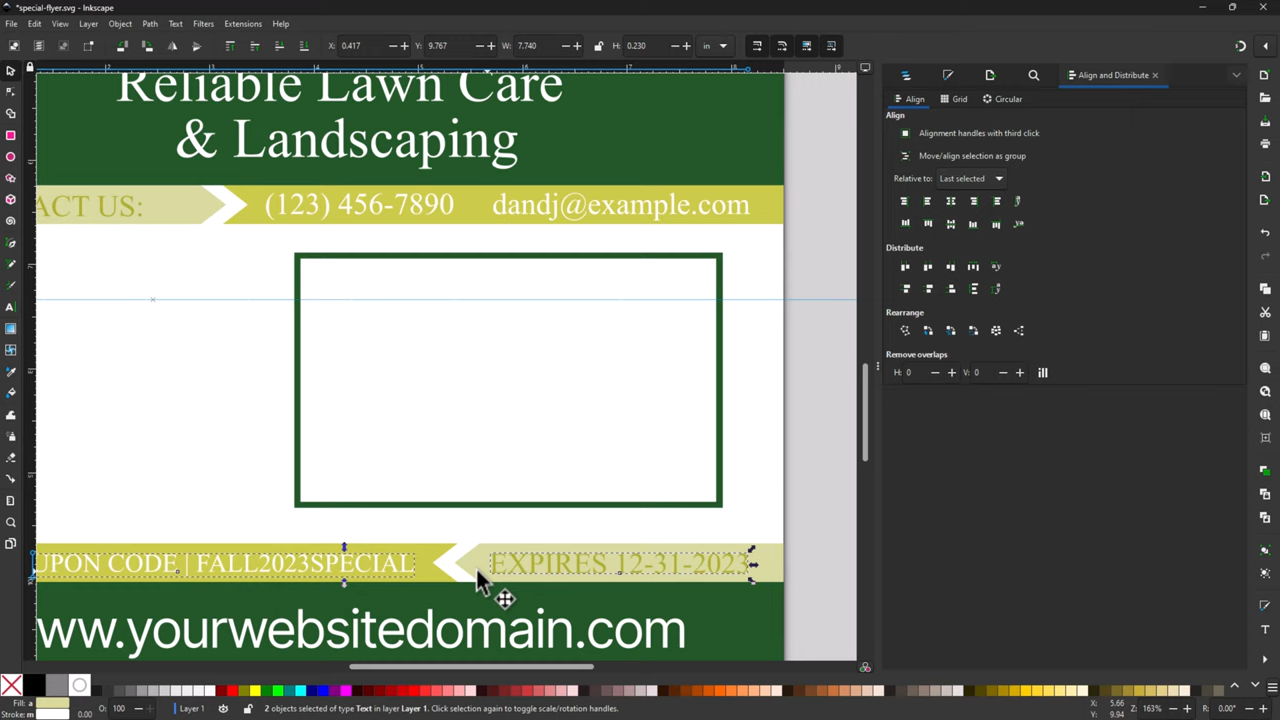 *special-flyer.svg - Inkscape
File Edit View Layer Object Path Text Filters Extensions Help
X: 0.417 Y: 9.767 W: 7.740 H: 0.230 in
Align and Distribute
Align Grid Circular
Align
Alignment handles with third click
Move/align selection as group
Relative to: Last selected
Distribute
Rearrange
Remove overlaps
H: 0 V: 0
Reliable Lawn Care
& Landscaping
ACT US: (123) 456-7890 dandj@example.com
UPON CODE | FALL2023SPECIAL EXPIRES 12-31-2023
ww.yourwebsitedomain.com
Fill: a
Stroke: m 0.00 O: 100 Layer 1 2 objects selected of type Text in layer Layer 1. Click selection again to toggle scale/rotation handles. X: 5.66 Y: 9.94 Z: 163% R: 0.00°